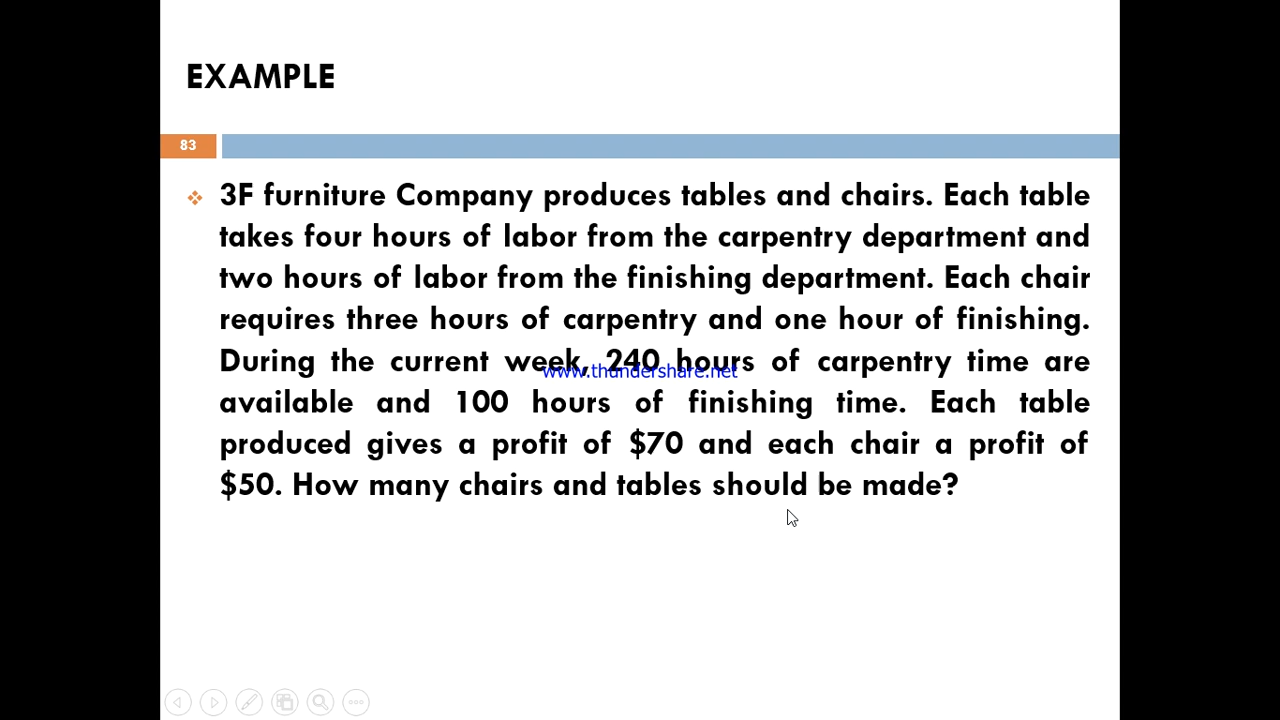 EXAMPLE
83
3F furniture Company produces tables and chairs. Each table
takes four hours of labor from the carpentry department and
two hours of labor from the finishing department. Each chair
requires three hours of carpentry and one hour of finishing.
During the current week, 240 hours of carpentry time are
www.thundershare.net
available and 100 hours of finishing time. Each table
produced gives a profit of $70 and each chair a profit of
$50. How many chairs and tables should be made?